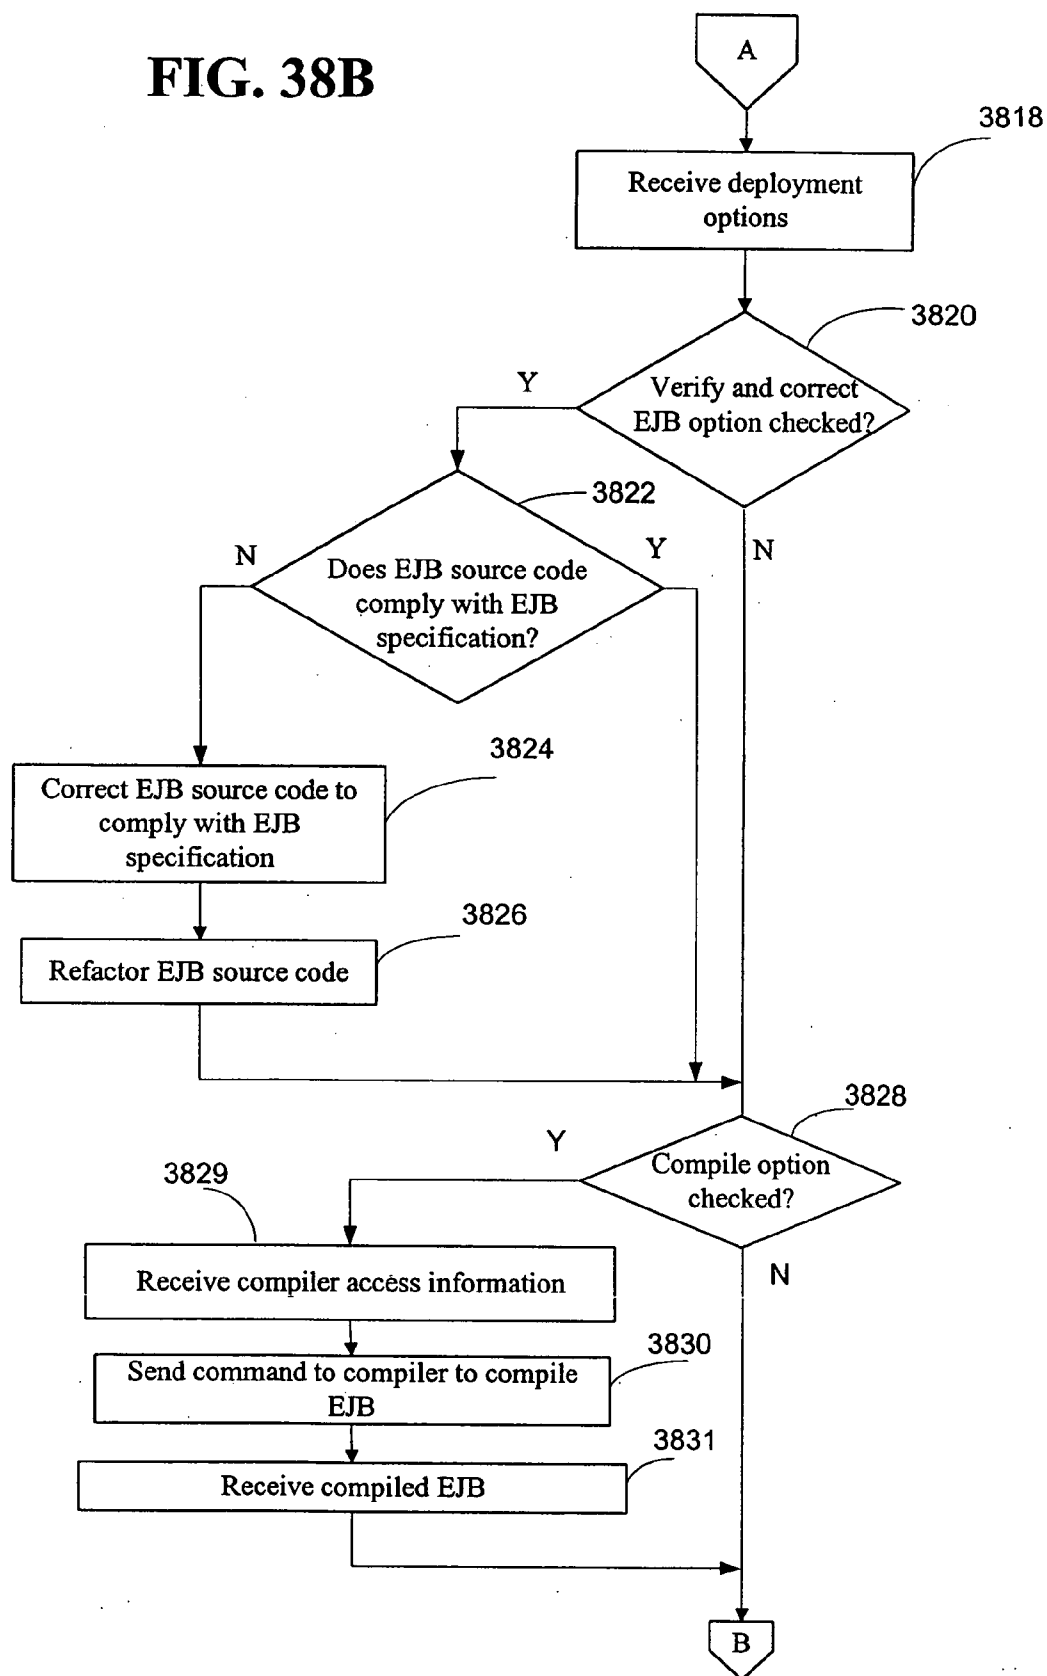 FIG. 38B
A
3818
Receive deployment
options
3820
Verify and correct
EJB option checked?
Y
N
3822
Does EJB source code
comply with EJB
specification?
N
Y
3824
Correct EJB source code to
comply with EJB
specification
3826
Refactor EJB source code
3828
Compile option
checked?
Y
N
3829
Receive compiler access information
3830
Send command to compiler to compile
EJB
3831
Receive compiled EJB
B